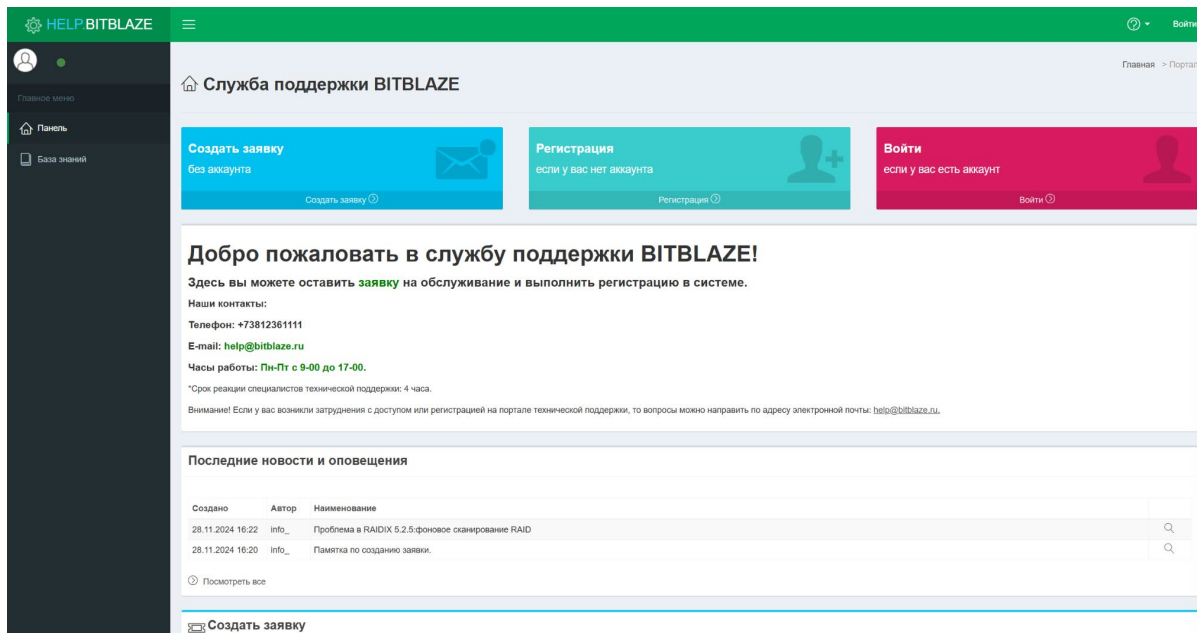 HELP.BITBLAZE
Войти
Главная > Портал
Служба поддержки BITBLAZE
Главное меню
Панель
База знаний
Создать заявку
без аккаунта
Создать заявку
Регистрация
если у вас нет аккаунта
Регистрация
Войти
если у вас есть аккаунт
Войти
Добро пожаловать в службу поддержки BITBLAZE!
Здесь вы можете оставить заявку на обслуживание и выполнить регистрацию в системе.
Наши контакты:
Телефон: +73812361111
E-mail: help@bitblaze.ru
Часы работы: Пн-Пт с 9-00 до 17-00.
*Срок реакции специалистов технической поддержки: 4 часа.
Внимание! Если у вас возникли затруднения с доступом или регистрацией на портале технической поддержки, то вопросы можно направить по адресу электронной почты: help@bitblaze.ru.
Последние новости и оповещения
Создано Автор Наименование
28.11.2024 16:22 info_ Проблема в RAIDIX 5.2.5:фоновое сканирование RAID
28.11.2024 16:20 info_ Памятка по созданию заявки.
Посмотреть все
Создать заявку